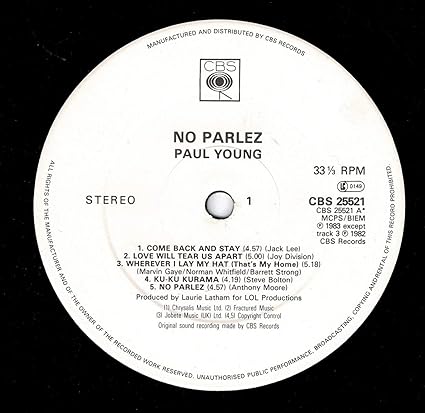 MANUFACTURED AND DISTRIBUTED BY CBS RECORDS
CBS
NO PARLEZ
PAUL YOUNG
33⅓ RPM
STEREO
1
LC 0149
CBS 25521
CBS 25521 A*
MCPS/BIEM
℗ 1983 except
track 3 ℗ 1982
CBS Records
1. COME BACK AND STAY (4.57) (Jack Lee)
2. LOVE WILL TEAR US APART (5.00) (Joy Division)
3. WHEREVER I LAY MY HAT (That's My Home) (5.18)
(Marvin Gaye/Norman Whitfield/Barrett Strong)
4. KU-KU KURAMA (4.19) (Steve Bolton)
5. NO PARLEZ (4.57) (Anthony Moore)
Produced by Laurie Latham for LOL Productions
(1) Chrysalis Music Ltd. (2) Fractured Music
(3) Jobete Music (UK) Ltd. (4,5) Copyright Control
Original sound recording made by CBS Records
ALL RIGHTS OF THE MANUFACTURER AND OF THE OWNER OF THE RECORDED WORK RESERVED. UNAUTHORISED PUBLIC PERFORMANCE, BROADCASTING, COPYING AND RENTAL OF THIS RECORD PROHIBITED.